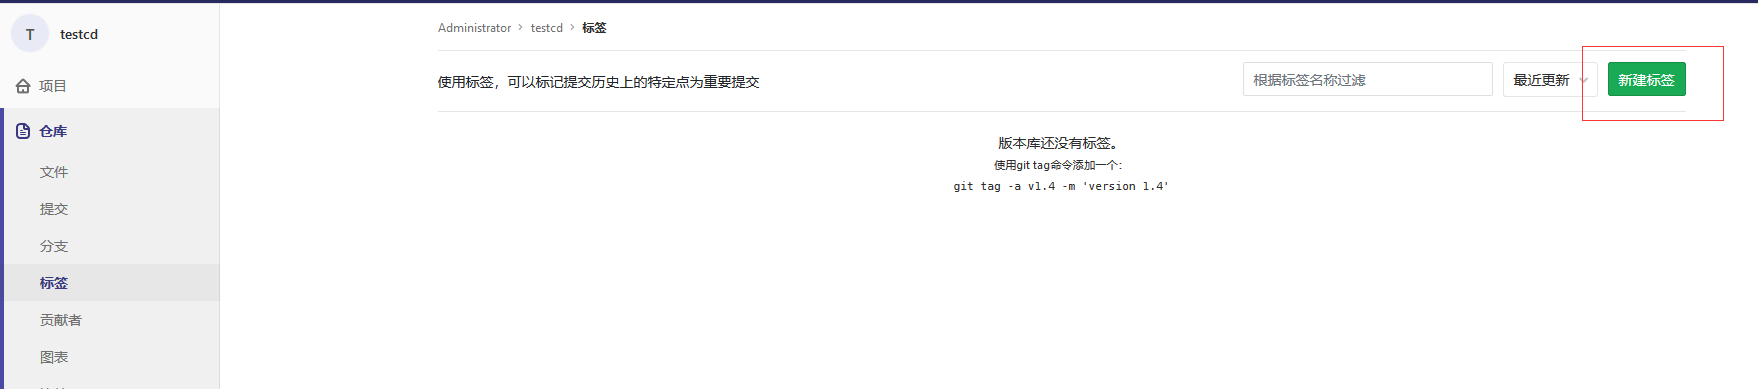 T testcd
项目
仓库
文件
提交
分支
标签
贡献者
图表
Administrator › testcd › 标签
使用标签，可以标记提交历史上的特定点为重要提交
根据标签名称过滤
最近更新
新建标签
版本库还没有标签。
使用git tag命令添加一个：
git tag -a v1.4 -m 'version 1.4'